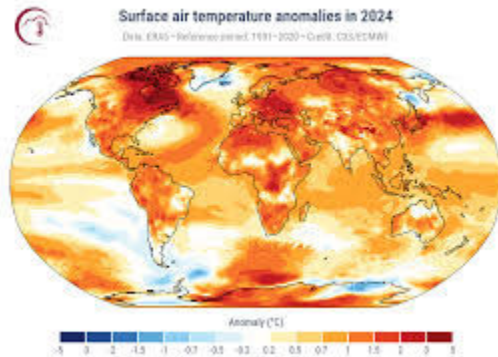 Surface air temperature anomalies in 2024
Data: ERA5 • Reference period: 1991–2020 • Credit: C3S/ECMWF
Anomaly (°C)
-5 -3 -2 -1.5 -1 -0.7 -0.5 -0.2 0.2 0.5 0.7 1 1.5 2 3 5